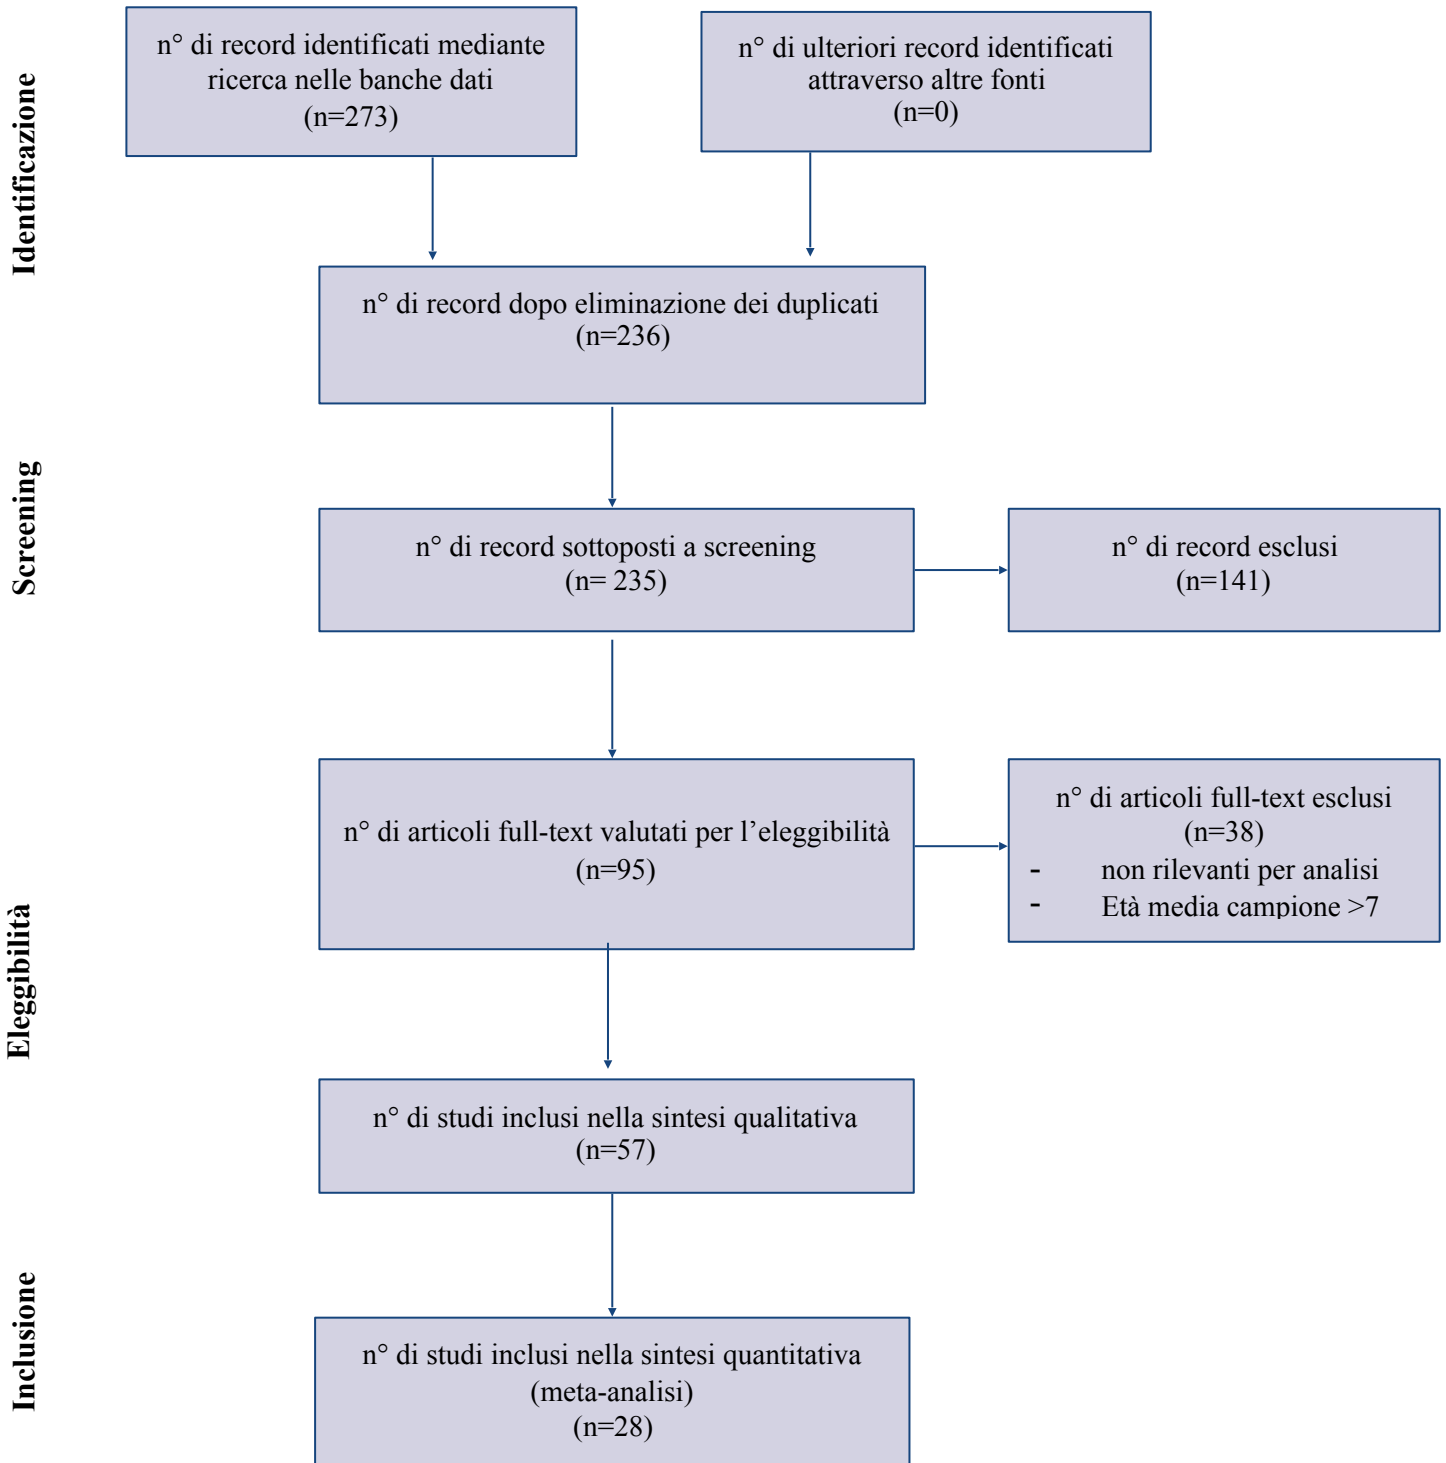 Identificazione
n° di record identificati mediante
ricerca nelle banche dati
(n=273)
n° di ulteriori record identificati
attraverso altre fonti
(n=0)
n° di record dopo eliminazione dei duplicati
(n=236)
Screening
n° di record sottoposti a screening
(n= 235)
n° di record esclusi
(n=141)
Eleggibilità
n° di articoli full-text valutati per l’eleggibilità
(n=95)
n° di articoli full-text esclusi
(n=38)
- non rilevanti per analisi
- Età media campione >7
n° di studi inclusi nella sintesi qualitativa
(n=57)
Inclusione
n° di studi inclusi nella sintesi quantitativa
(meta-analisi)
(n=28)